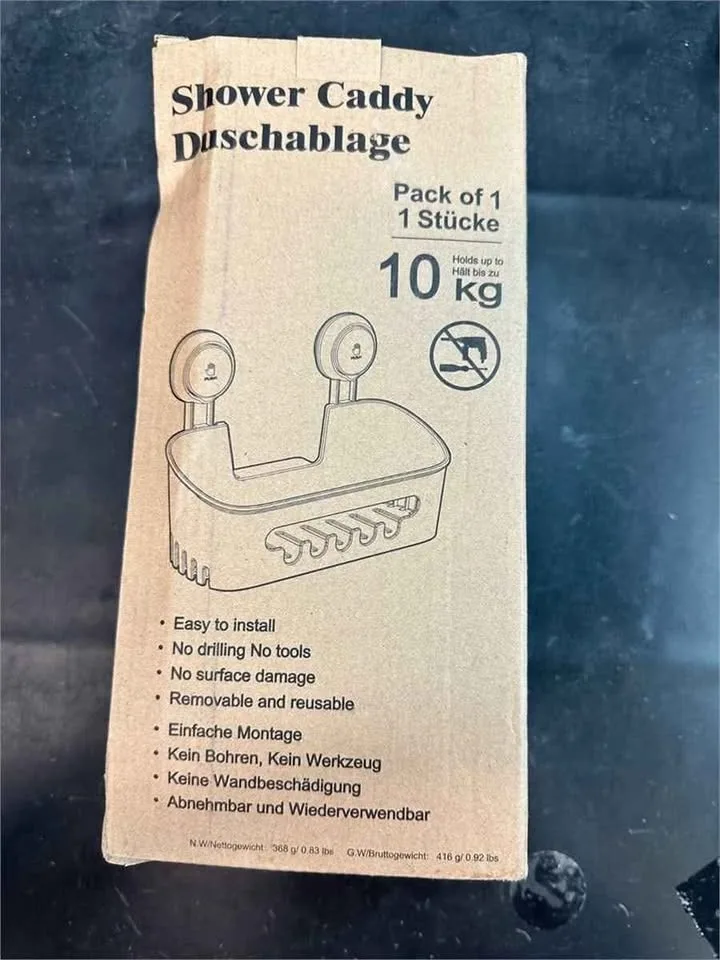 Shower Caddy
Duschablage
Pack of 1
1 Stücke
10 kg
Holds up to
Hält bis zu
• Easy to install
• No drilling No tools
• No surface damage
• Removable and reusable
• Einfache Montage
• Kein Bohren, Kein Werkzeug
• Keine Wandbeschädigung
• Abnehmbar und Wiederverwendbar
N.W/Nettogewicht: 368 g/ 0.83 lbs G.W/Bruttogewicht: 416 g/ 0.92 lbs